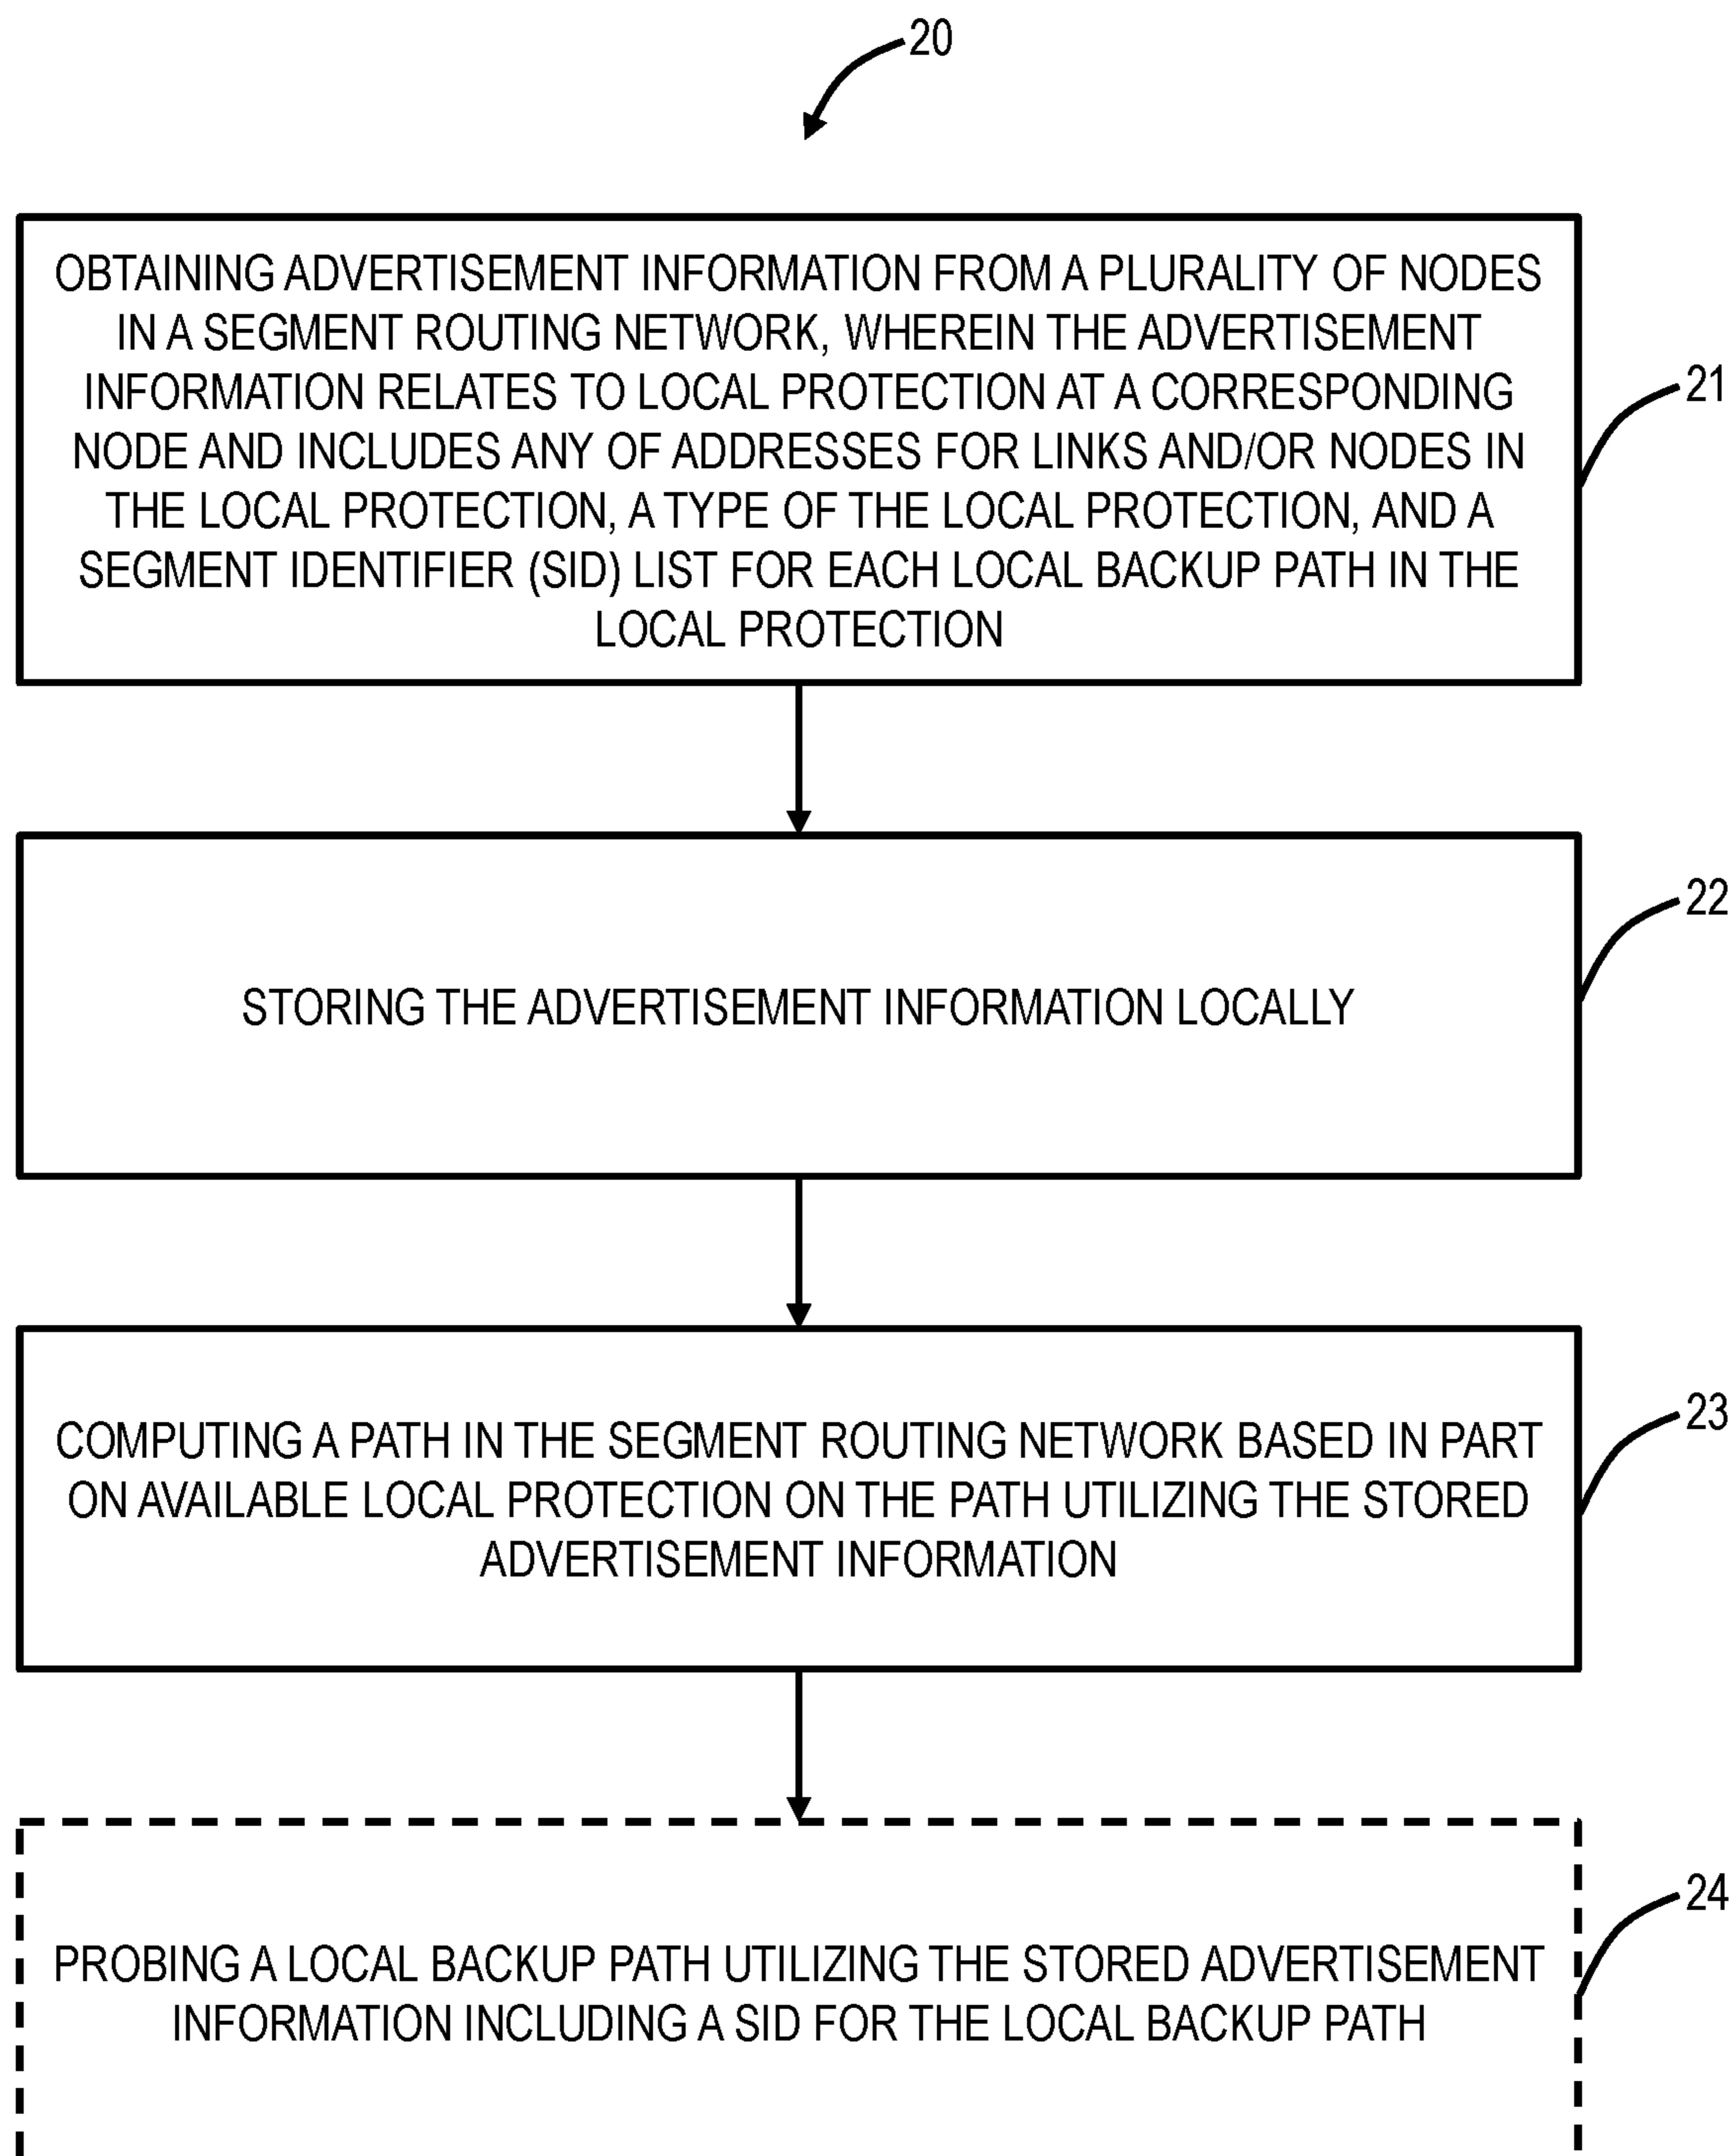 20
OBTAINING ADVERTISEMENT INFORMATION FROM A PLURALITY OF NODES
IN A SEGMENT ROUTING NETWORK, WHEREIN THE ADVERTISEMENT
INFORMATION RELATES TO LOCAL PROTECTION AT A CORRESPONDING
NODE AND INCLUDES ANY OF ADDRESSES FOR LINKS AND/OR NODES IN
THE LOCAL PROTECTION, A TYPE OF THE LOCAL PROTECTION, AND A
SEGMENT IDENTIFIER (SID) LIST FOR EACH LOCAL BACKUP PATH IN THE
LOCAL PROTECTION
21
STORING THE ADVERTISEMENT INFORMATION LOCALLY
22
COMPUTING A PATH IN THE SEGMENT ROUTING NETWORK BASED IN PART
ON AVAILABLE LOCAL PROTECTION ON THE PATH UTILIZING THE STORED
ADVERTISEMENT INFORMATION
23
PROBING A LOCAL BACKUP PATH UTILIZING THE STORED ADVERTISEMENT
INFORMATION INCLUDING A SID FOR THE LOCAL BACKUP PATH
24